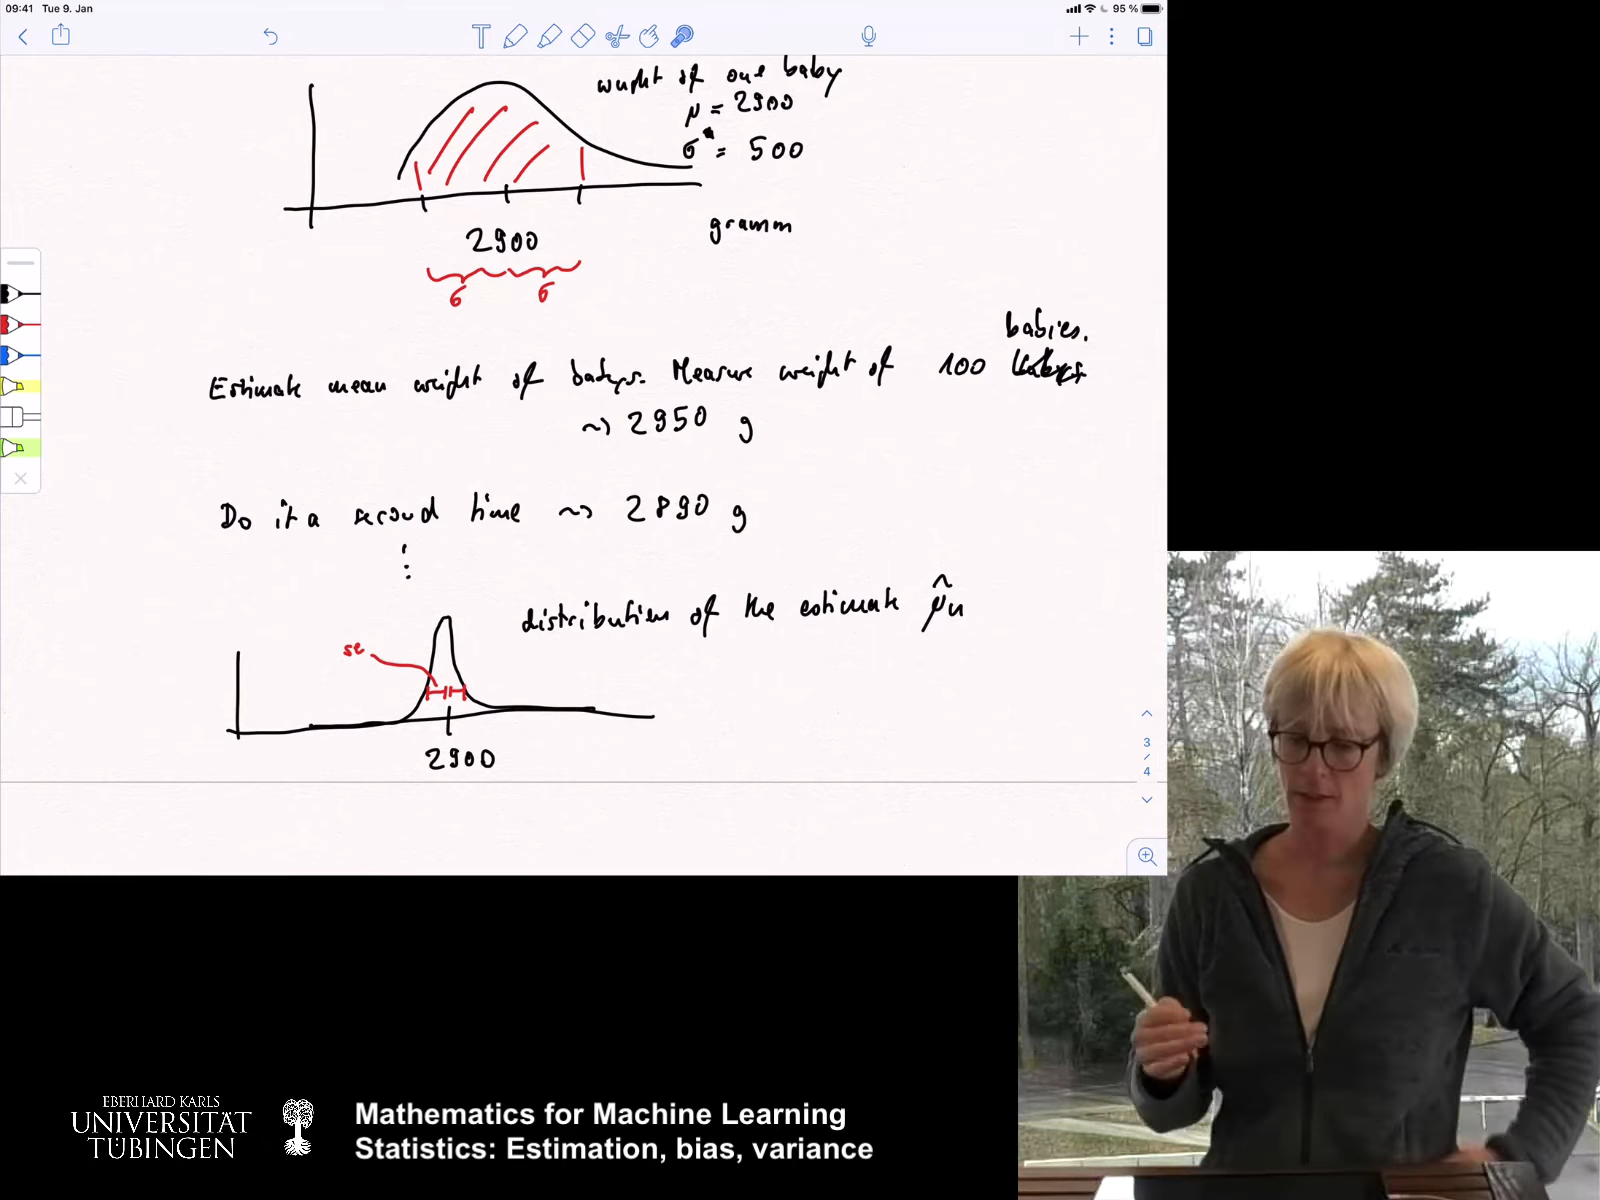 09:41 Tue 9. Jan
95 %
weight of one baby
μ = 2900
σ = 500
2900
gramm
σ σ
babies.
Estimate mean weight of babys. Measure weight of 100
~> 2950 g
Do it a second time ~> 2890 g
⋮
distribution of the estimate μ̂n
se
2900
3
/
4
EBERHARD KARLS
UNIVERSITÄT
TÜBINGEN
Mathematics for Machine Learning
Statistics: Estimation, bias, variance